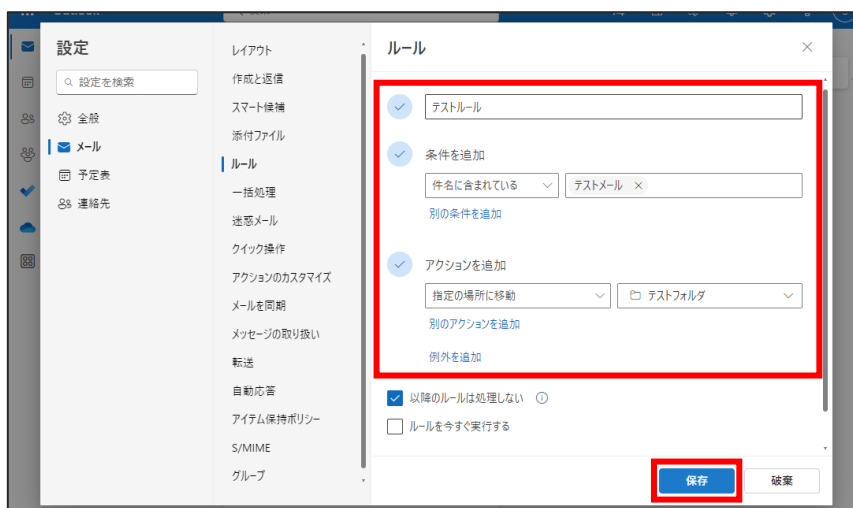 設定
設定を検索
全般
メール
予定表
連絡先
レイアウト
作成と返信
スマート候補
添付ファイル
ルール
一括処理
迷惑メール
クイック操作
アクションのカスタマイズ
メールを同期
メッセージの取り扱い
転送
自動応答
アイテム保持ポリシー
S/MIME
グループ
ルール
テストルール
条件を追加
件名に含まれている テストメール
別の条件を追加
アクションを追加
指定の場所に移動 テストフォルダ
別のアクションを追加
例外を追加
以降のルールは処理しない
ルールを今すぐ実行する
保存 破棄